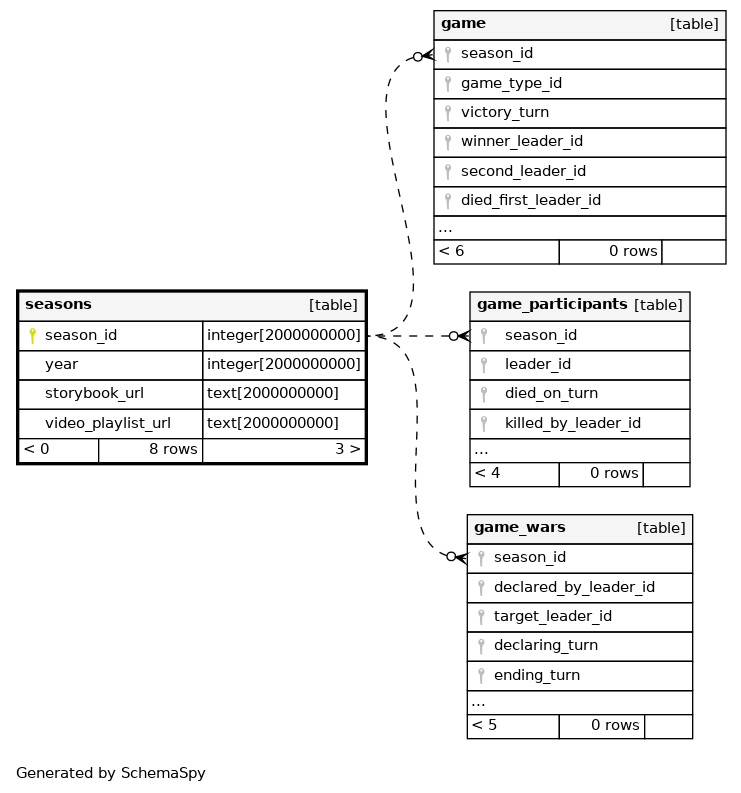 game [table]
season_id
game_type_id
victory_turn
winner_leader_id
second_leader_id
died_first_leader_id
...
< 6 0 rows
seasons [table]
season_id integer[2000000000]
year integer[2000000000]
storybook_url text[2000000000]
video_playlist_url text[2000000000]
< 0 8 rows 3 >
game_participants [table]
season_id
leader_id
died_on_turn
killed_by_leader_id
...
< 4 0 rows
game_wars [table]
season_id
declared_by_leader_id
target_leader_id
declaring_turn
ending_turn
...
< 5 0 rows
Generated by SchemaSpy